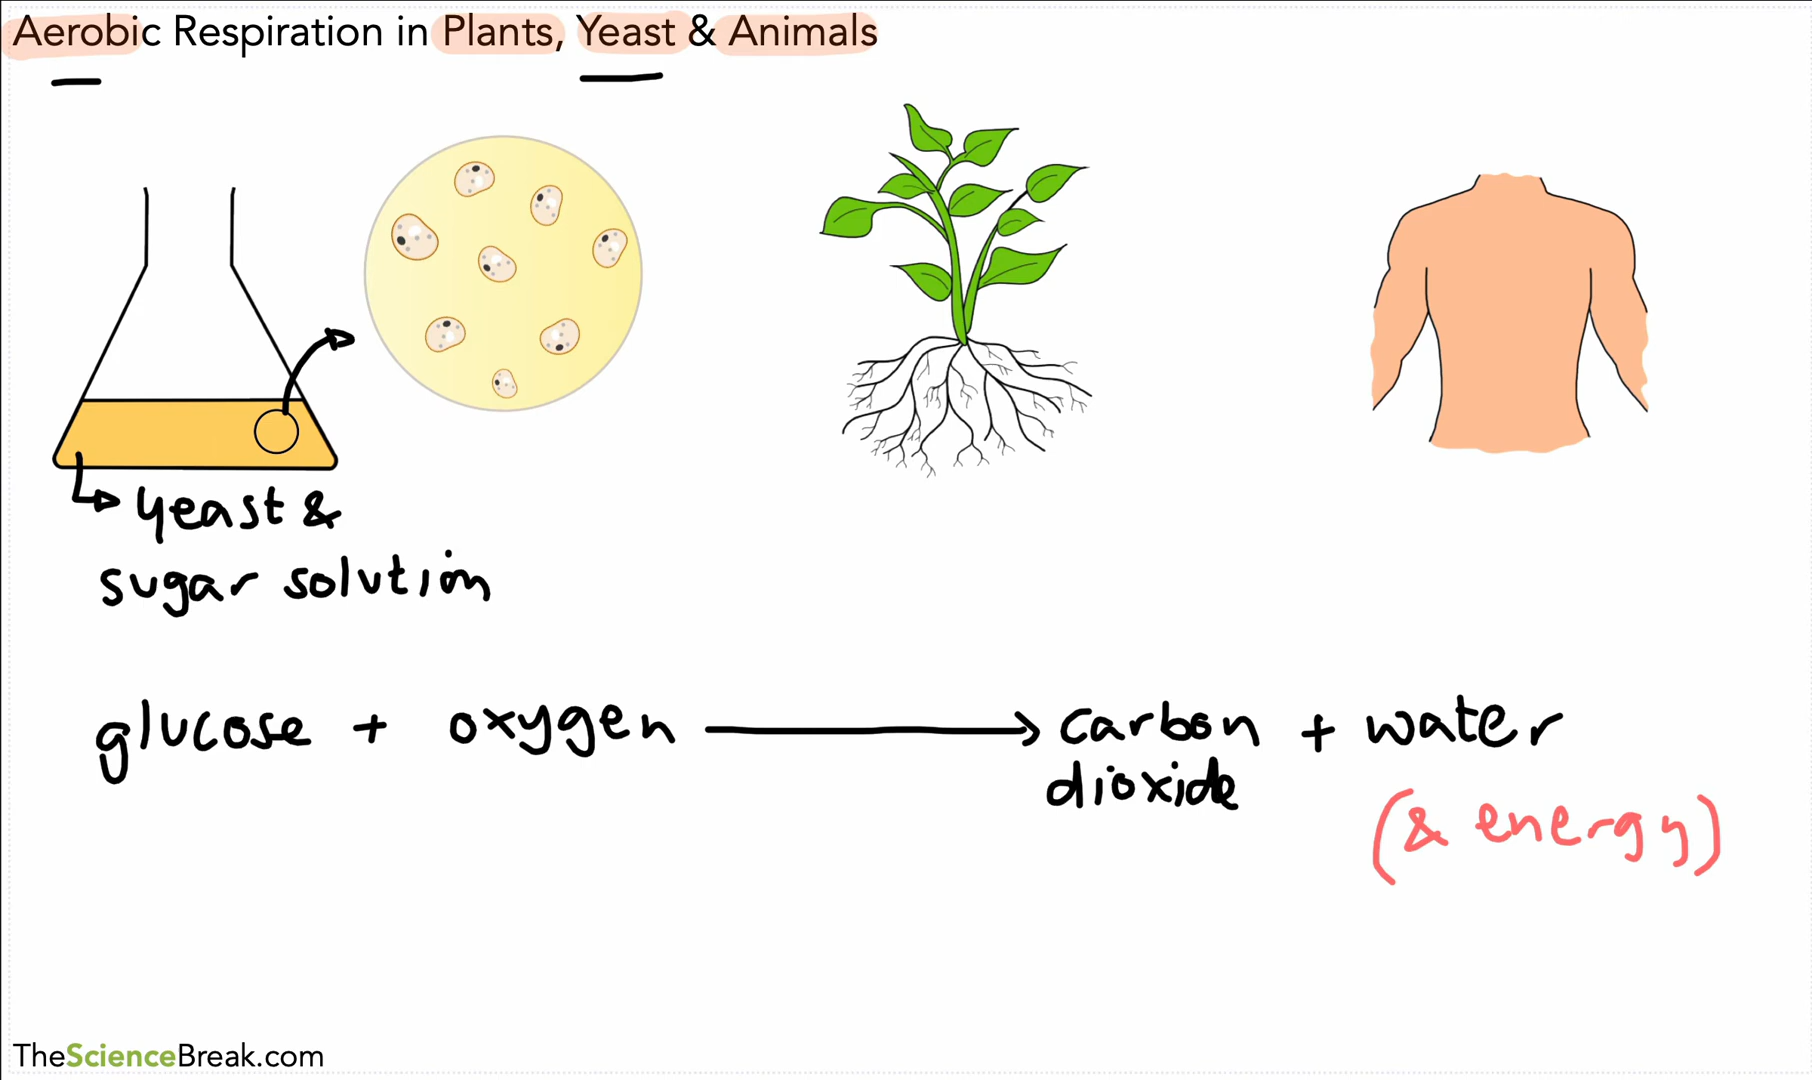 Aerobic Respiration in Plants, Yeast & Animals
yeast &
sugar solution
glucose + oxygen → carbon + water
dioxide
(& energy)
TheScienceBreak.com